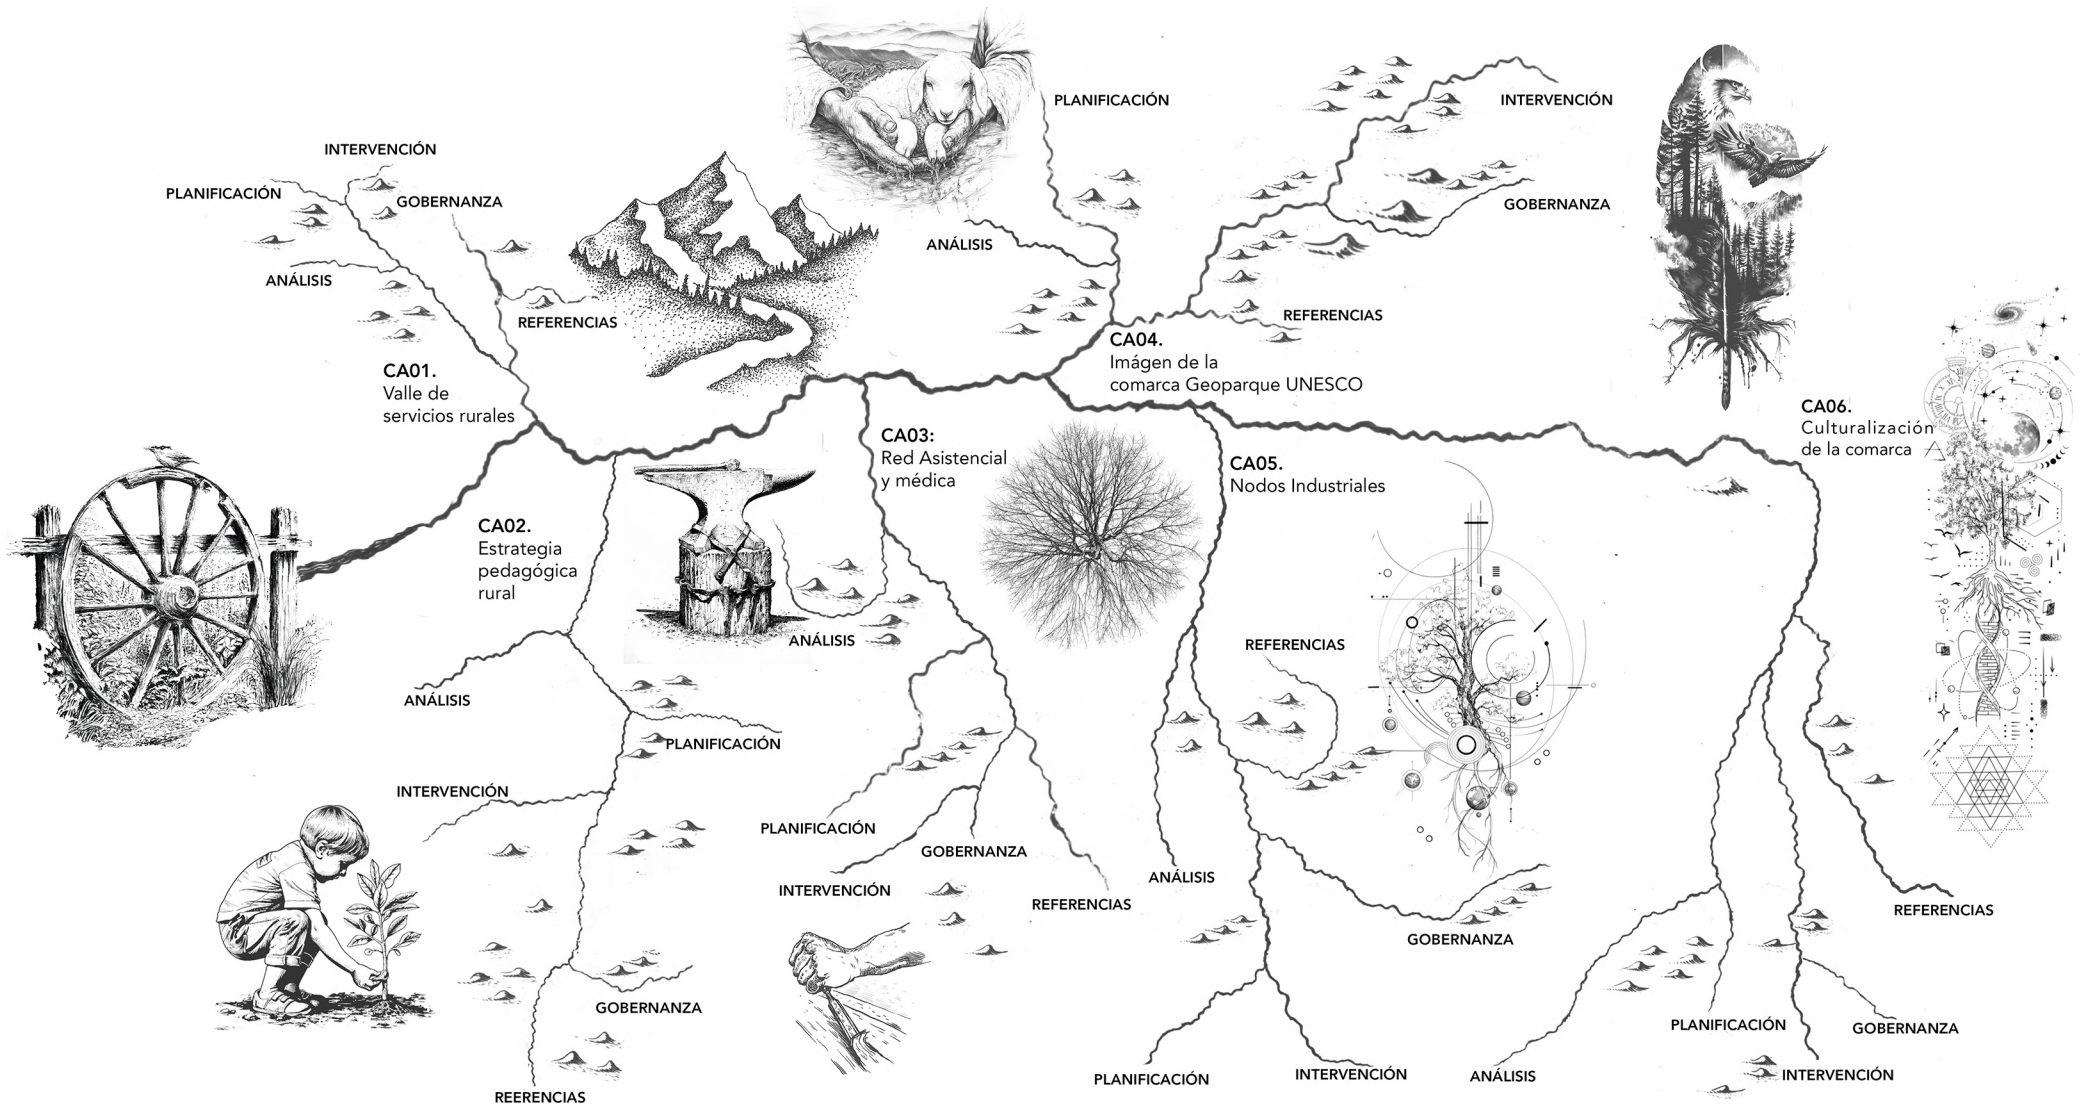 INTERVENCIÓN
PLANIFICACIÓN
GOBERNANZA
ANÁLISIS
REFERENCIAS
CA01.
Valle de
servicios rurales
PLANIFICACIÓN
ANÁLISIS
INTERVENCIÓN
GOBERNANZA
REFERENCIAS
CA04.
Imágen de la
comarca Geoparque UNESCO
CA02.
Estrategia
pedagógica
rural
ANÁLISIS
PLANIFICACIÓN
INTERVENCIÓN
GOBERNANZA
REERENCIAS
CA03:
Red Asistencial
y médica
ANÁLISIS
PLANIFICACIÓN
GOBERNANZA
INTERVENCIÓN
REFERENCIAS
CA05.
Nodos Industriales
REFERENCIAS
ANÁLISIS
GOBERNANZA
PLANIFICACIÓN
INTERVENCIÓN
CA06.
Culturalización
de la comarca
REFERENCIAS
PLANIFICACIÓN
GOBERNANZA
ANÁLISIS
INTERVENCIÓN